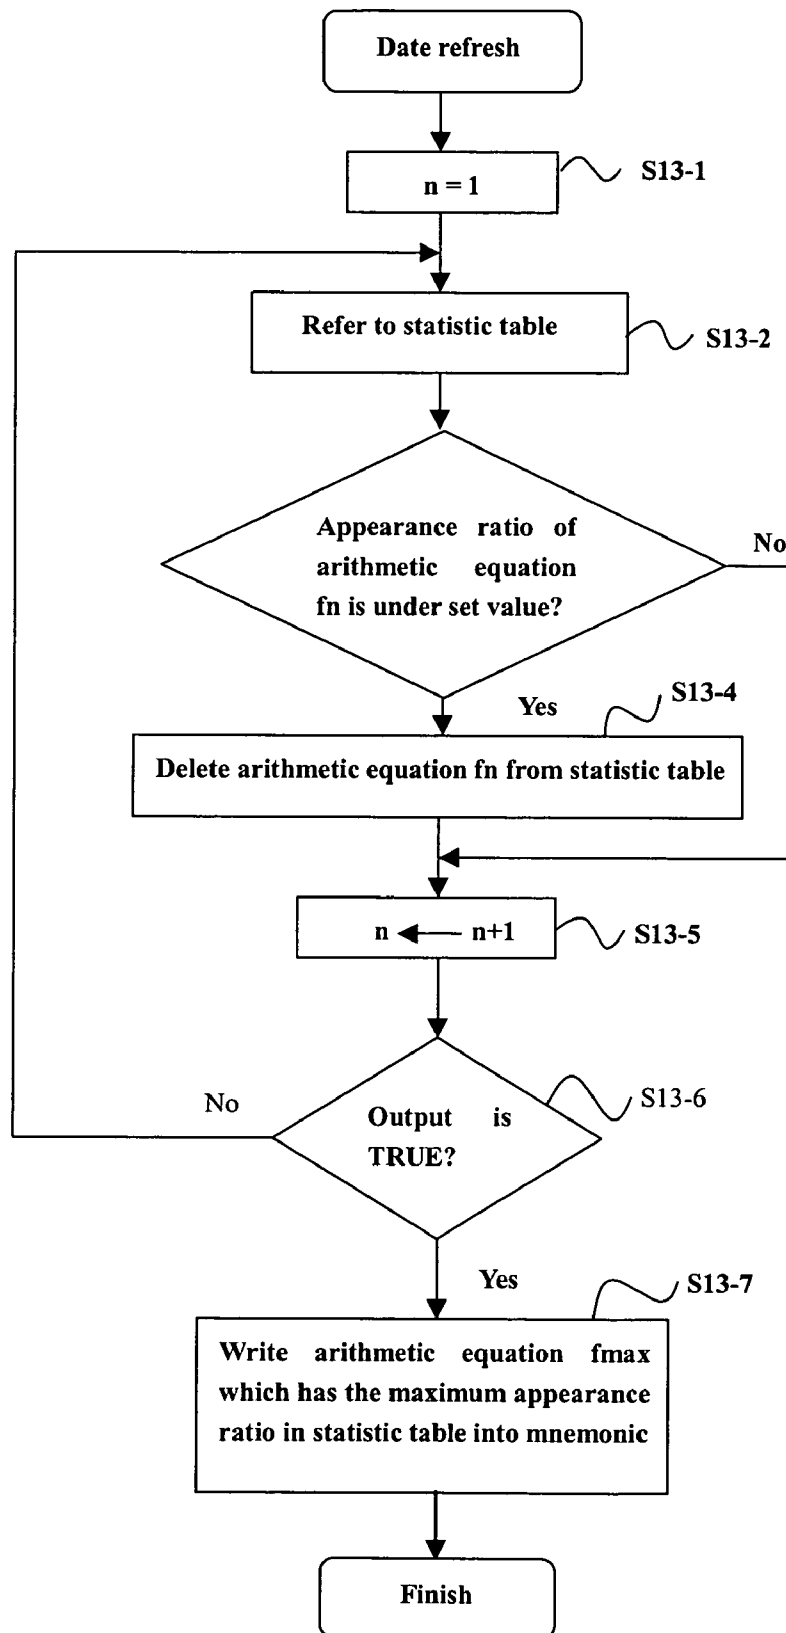 Date refresh
n = 1
S13-1
Refer to statistic table
S13-2
Appearance ratio of
arithmetic equation
fn is under set value?
No
Yes
S13-4
Delete arithmetic equation fn from statistic table
n ← n+1
S13-5
No
Output is
TRUE?
S13-6
Yes
S13-7
Write arithmetic equation fmax
which has the maximum appearance
ratio in statistic table into mnemonic
Finish